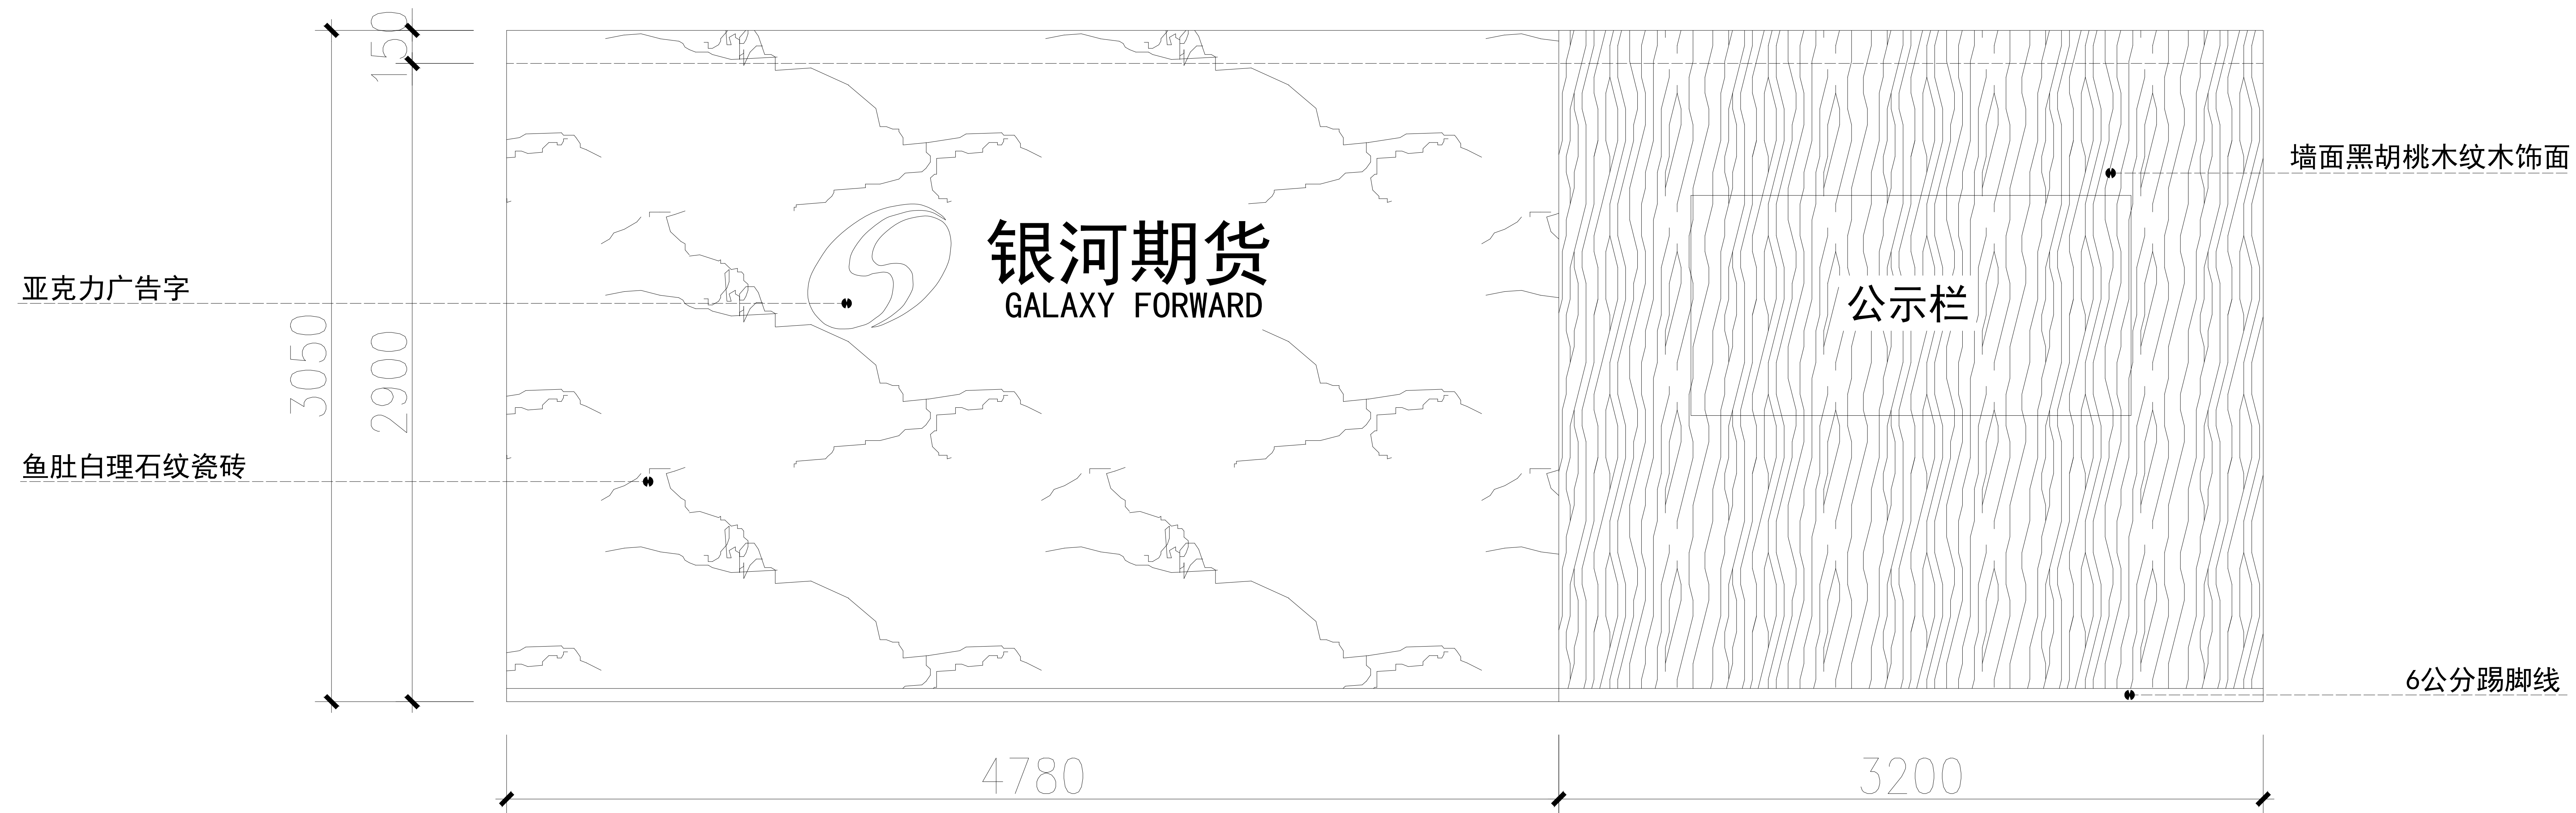 150
墙面黑胡桃木纹木饰面
银河期货
GALAXY FORWARD
亚克力广告字
公示栏
3050
2900
鱼肚白理石纹瓷砖
6公分踢脚线
4780
3200